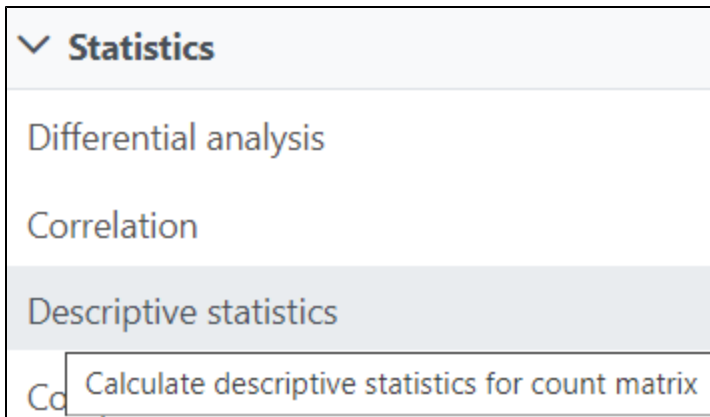 Statistics
Differential analysis
Correlation
Descriptive statistics
Calculate descriptive statistics for count matrix